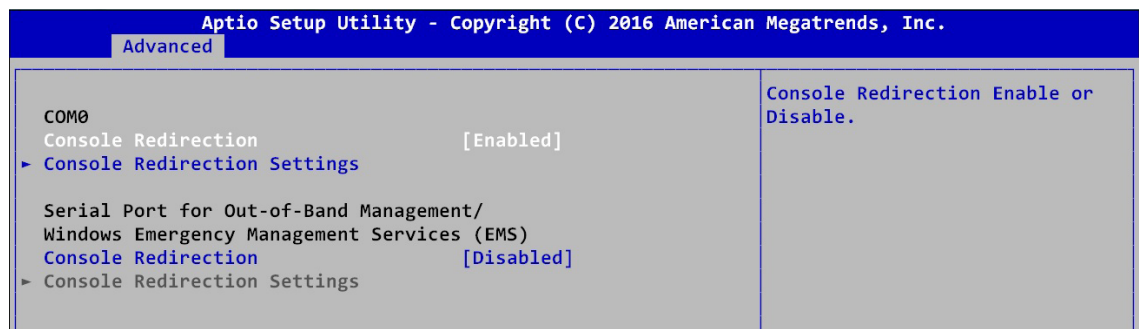 Aptio Setup Utility - Copyright (C) 2016 American Megatrends, Inc.
Advanced
COM0
Console Redirection [Enabled]
► Console Redirection Settings
Serial Port for Out-of-Band Management/
Windows Emergency Management Services (EMS)
Console Redirection [Disabled]
► Console Redirection Settings
Console Redirection Enable or
Disable.